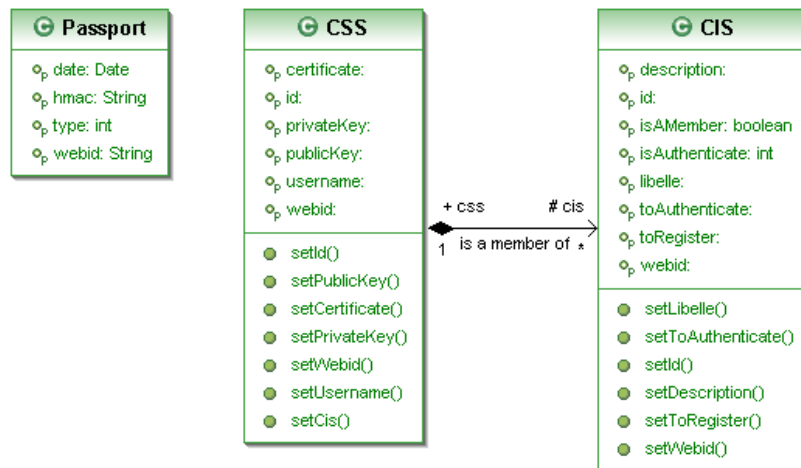 Passport
date: Date
hmac: String
type: int
webid: String
CSS
certificate:
id:
privateKey:
publicKey:
username:
webid:
setId()
setPublicKey()
setCertificate()
setPrivateKey()
setWebid()
setUsername()
setCis()
+ css
# cis
1
is a member of
*
CIS
description:
id:
isAMember: boolean
isAuthenticate: int
libelle:
toAuthenticate:
toRegister:
webid:
setLibelle()
setToAuthenticate()
setId()
setDescription()
setToRegister()
setWebid()